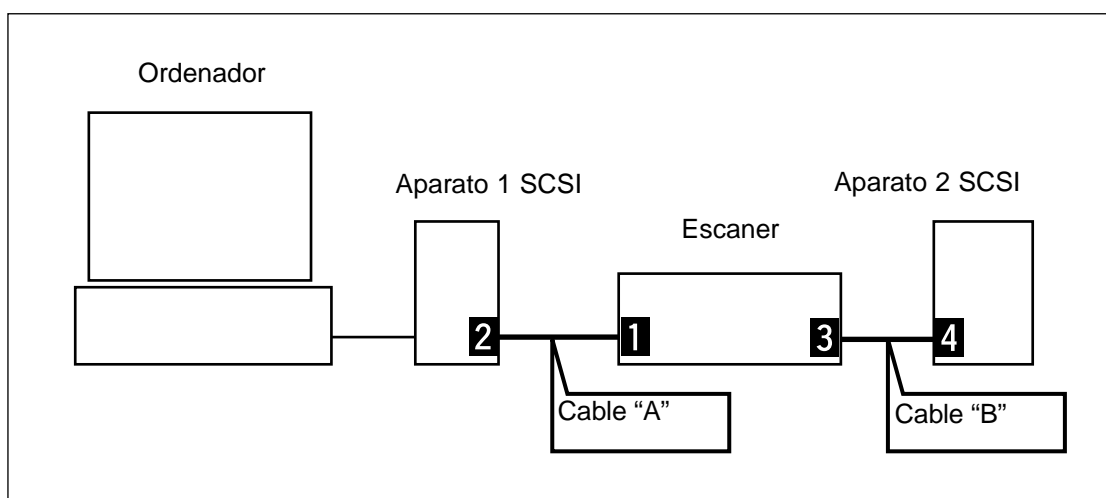 Ordenador
Aparato 1 SCSI
Aparato 2 SCSI
Escaner
2
1
3
4
Cable “A”
Cable “B”